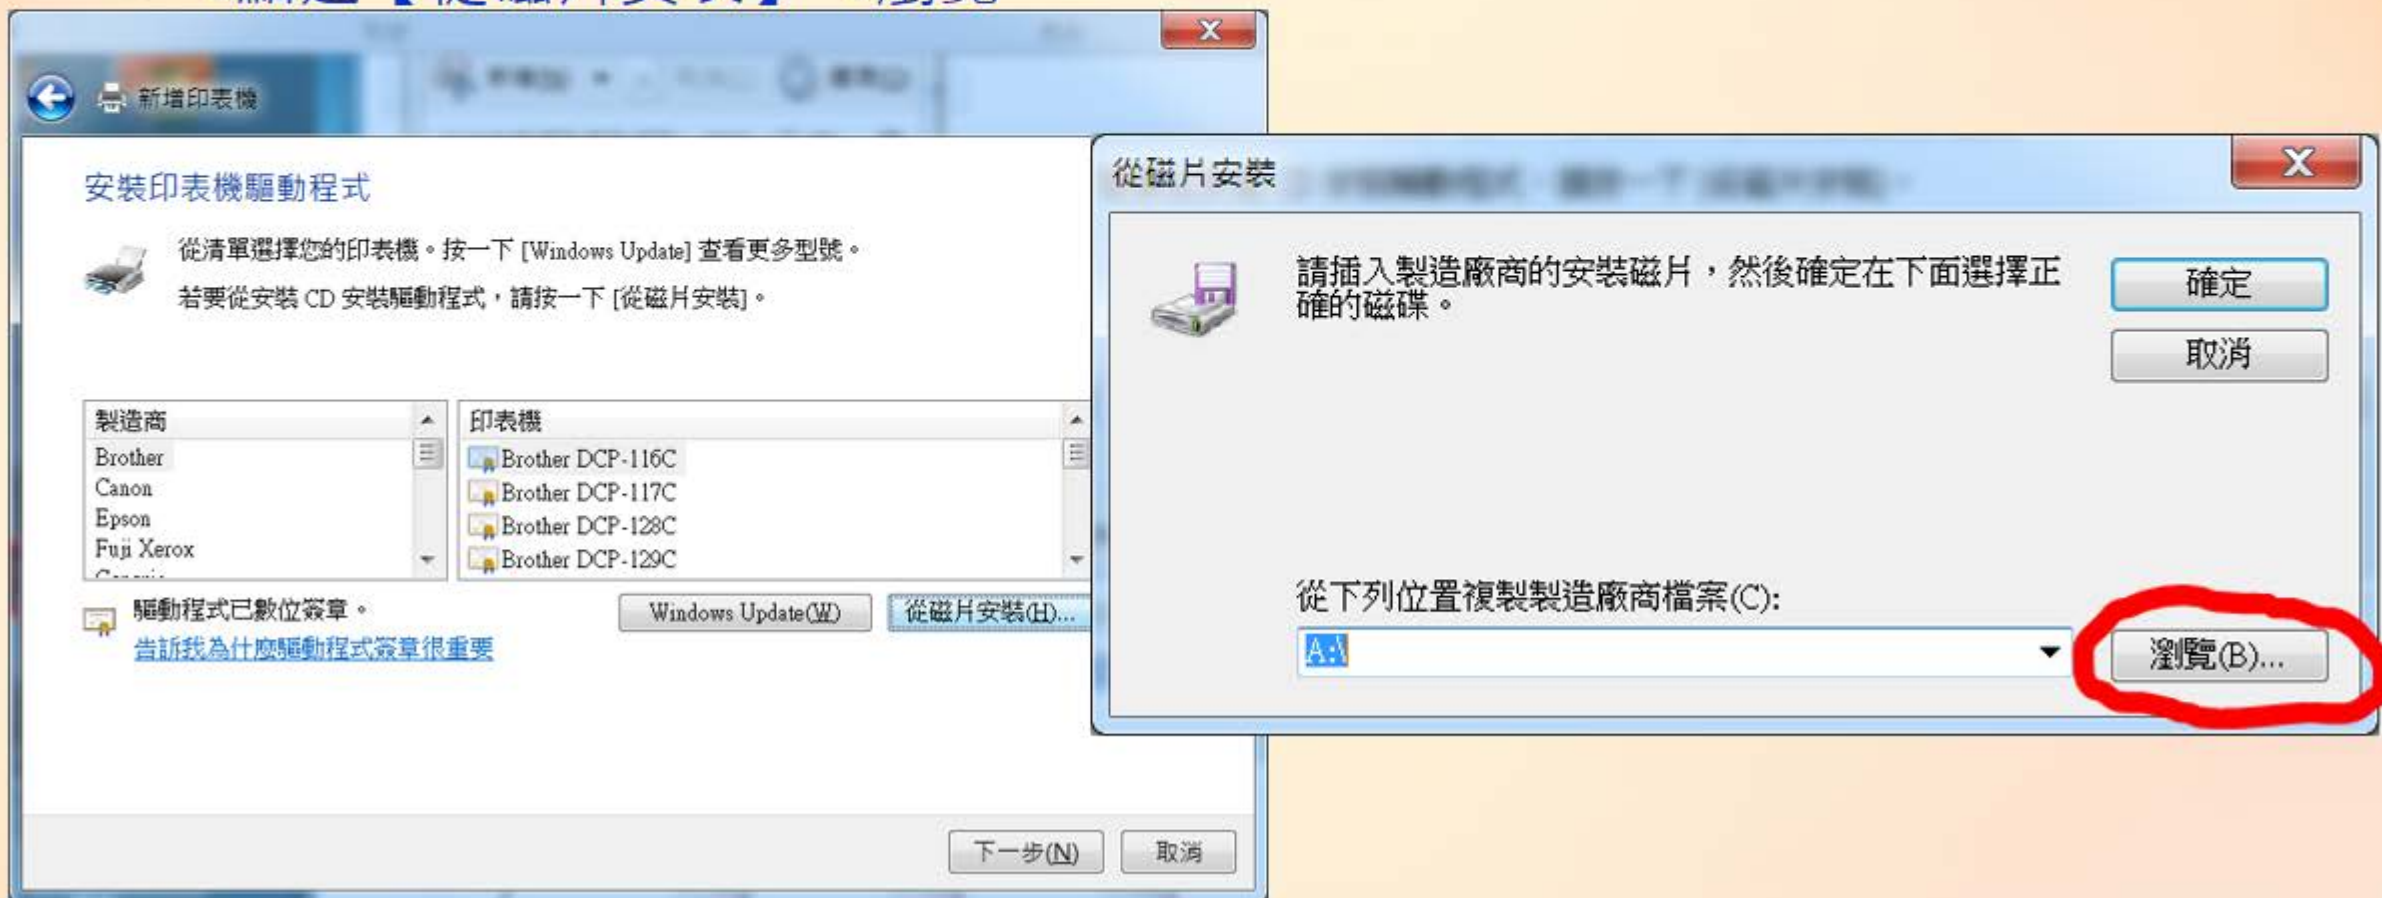 新增印表機
安裝印表機驅動程式
從清單選擇您的印表機。按一下 [Windows Update] 查看更多型號。
若要從安裝 CD 安裝驅動程式，請按一下 [從磁片安裝]。
製造商
Brother
Canon
Epson
Fuji Xerox
印表機
Brother DCP-116C
Brother DCP-117C
Brother DCP-128C
Brother DCP-129C
驅動程式已數位簽章。
告訴我為什麼驅動程式簽章很重要
Windows Update(W)
從磁片安裝(H)...
下一步(N)
取消
從磁片安裝
請插入製造廠商的安裝磁片，然後確定在下面選擇正
確的磁碟。
確定
取消
從下列位置複製製造廠商檔案(C):
A:\
瀏覽(B)...